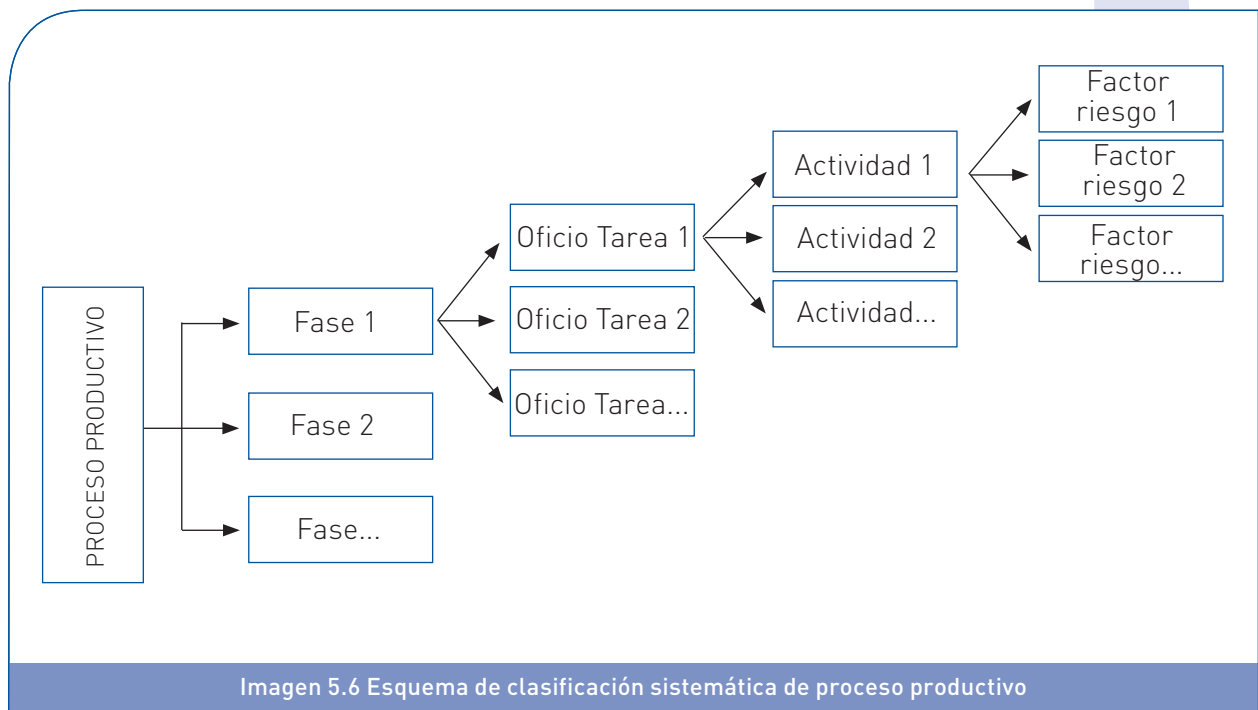 PROCESO PRODUCTIVO
Fase 1
Fase 2
Fase...
Oficio Tarea 1
Oficio Tarea 2
Oficio Tarea...
Actividad 1
Actividad 2
Actividad...
Factor
riesgo 1
Factor
riesgo 2
Factor
riesgo...
Imagen 5.6 Esquema de clasificación sistemática de proceso productivo